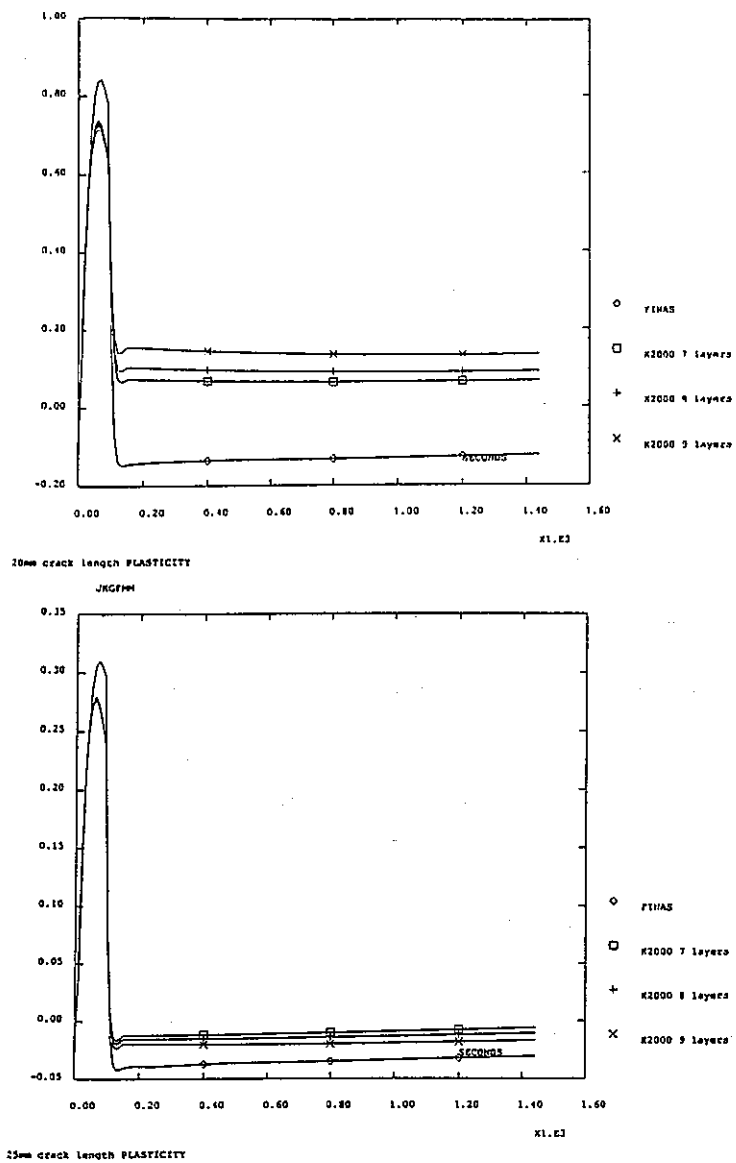 1.00
0.80
0.60
0.40
0.20
0.00
-0.20
0.00 0.20 0.40 0.60 0.80 1.00 1.20 1.40 1.60
SECONDS
X1.E3
FINAS
K2000 7 layers
K2000 8 layers
K2000 9 layers
20mm crack length PLASTICITY
JKGFMM
0.35
0.30
0.25
0.20
0.15
0.10
0.05
0.00
-0.05
0.00 0.20 0.40 0.60 0.80 1.00 1.20 1.40 1.60
SECONDS
X1.E3
FINAS
K2000 7 layers
K2000 8 layers
K2000 9 layers
25mm crack length PLASTICITY